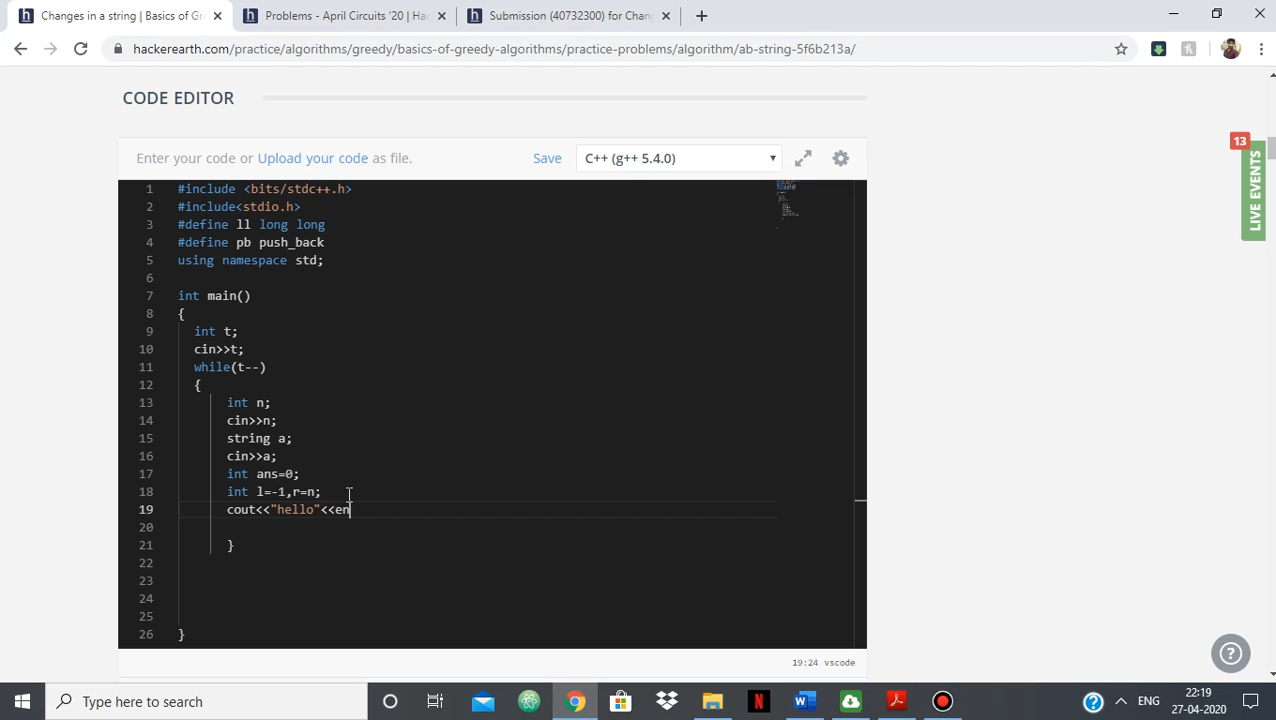 Changes in a string | Basics of Gre
Problems - April Circuits '20 | Hac
Submission (40732300) for Chang
hackerearth.com/practice/algorithms/greedy/basics-of-greedy-algorithms/practice-problems/algorithm/ab-string-5f6b213a/
CODE EDITOR
13
LIVE EVENTS
Enter your code or Upload your code as file.
Save
C++ (g++ 5.4.0)
1 #include <bits/stdc++.h>
2 #include<stdio.h>
3 #define ll long long
4 #define pb push_back
5 using namespace std;
6
7 int main()
8 {
9 int t;
10 cin>>t;
11 while(t--)
12 {
13 int n;
14 cin>>n;
15 string a;
16 cin>>a;
17 int ans=0;
18 int l=-1,r=n;
19 cout<<"hello"<<en
20
21 }
22
23
24
25
26 }
19:24 vscode
Type here to search
ENG
22:19
27-04-2020